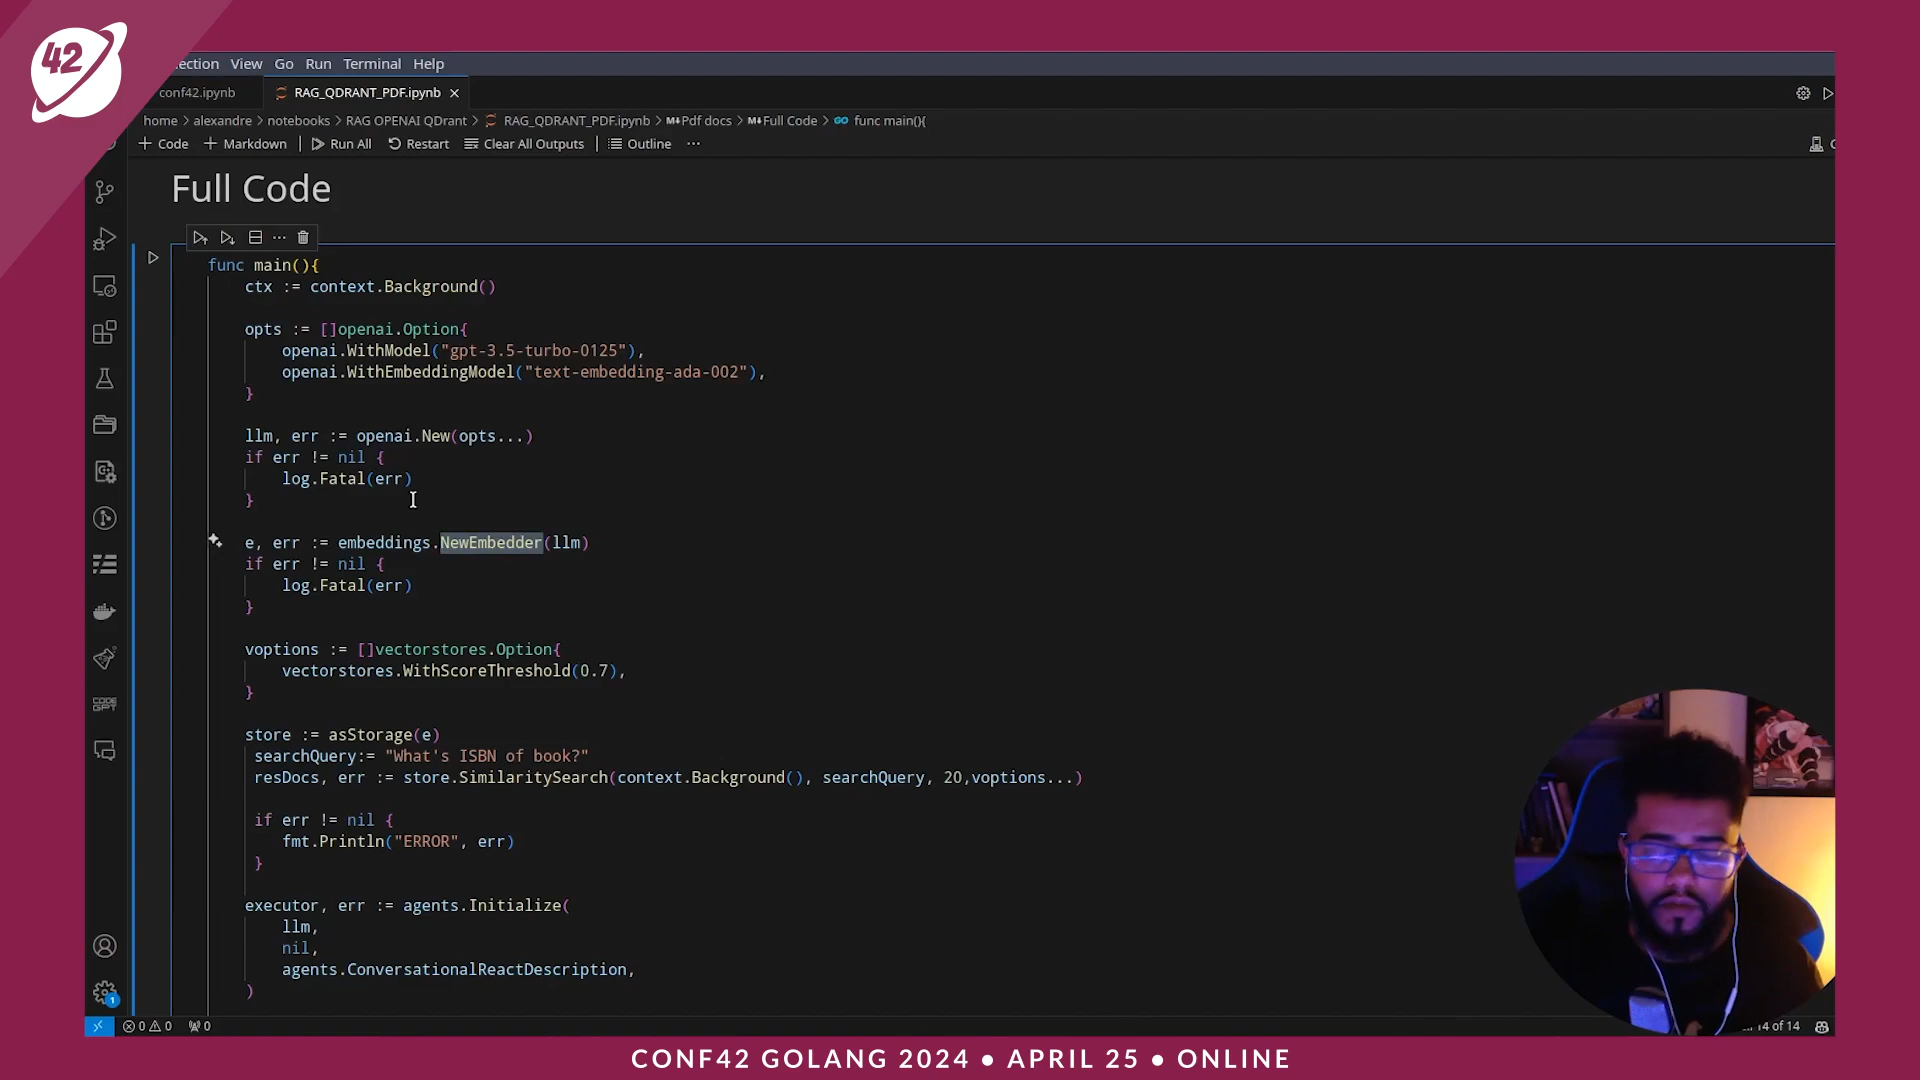 42
ection View Go Run Terminal Help
conf42.ipynb RAG_QDRANT_PDF.ipynb
home > alexandre > notebooks > RAG OPENAI QDrant > RAG_QDRANT_PDF.ipynb > M↓Pdf docs > M↓Full Code > func main(){
+ Code + Markdown Run All Restart Clear All Outputs Outline ...
Full Code
func main(){
ctx := context.Background()
opts := []openai.Option{
openai.WithModel("gpt-3.5-turbo-0125"),
openai.WithEmbeddingModel("text-embedding-ada-002"),
}
llm, err := openai.New(opts...)
if err != nil {
log.Fatal(err)
}
e, err := embeddings.NewEmbedder(llm)
if err != nil {
log.Fatal(err)
}
voptions := []vectorstores.Option{
vectorstores.WithScoreThreshold(0.7),
}
store := asStorage(e)
searchQuery:= "What's ISBN of book?"
resDocs, err := store.SimilaritySearch(context.Background(), searchQuery, 20,voptions...)
if err != nil {
fmt.Println("ERROR", err)
}
executor, err := agents.Initialize(
llm,
nil,
agents.ConversationalReactDescription,
)
CODE
GPT
1
0 0 0
14 of 14
CONF42 GOLANG 2024 ● APRIL 25 ● ONLINE